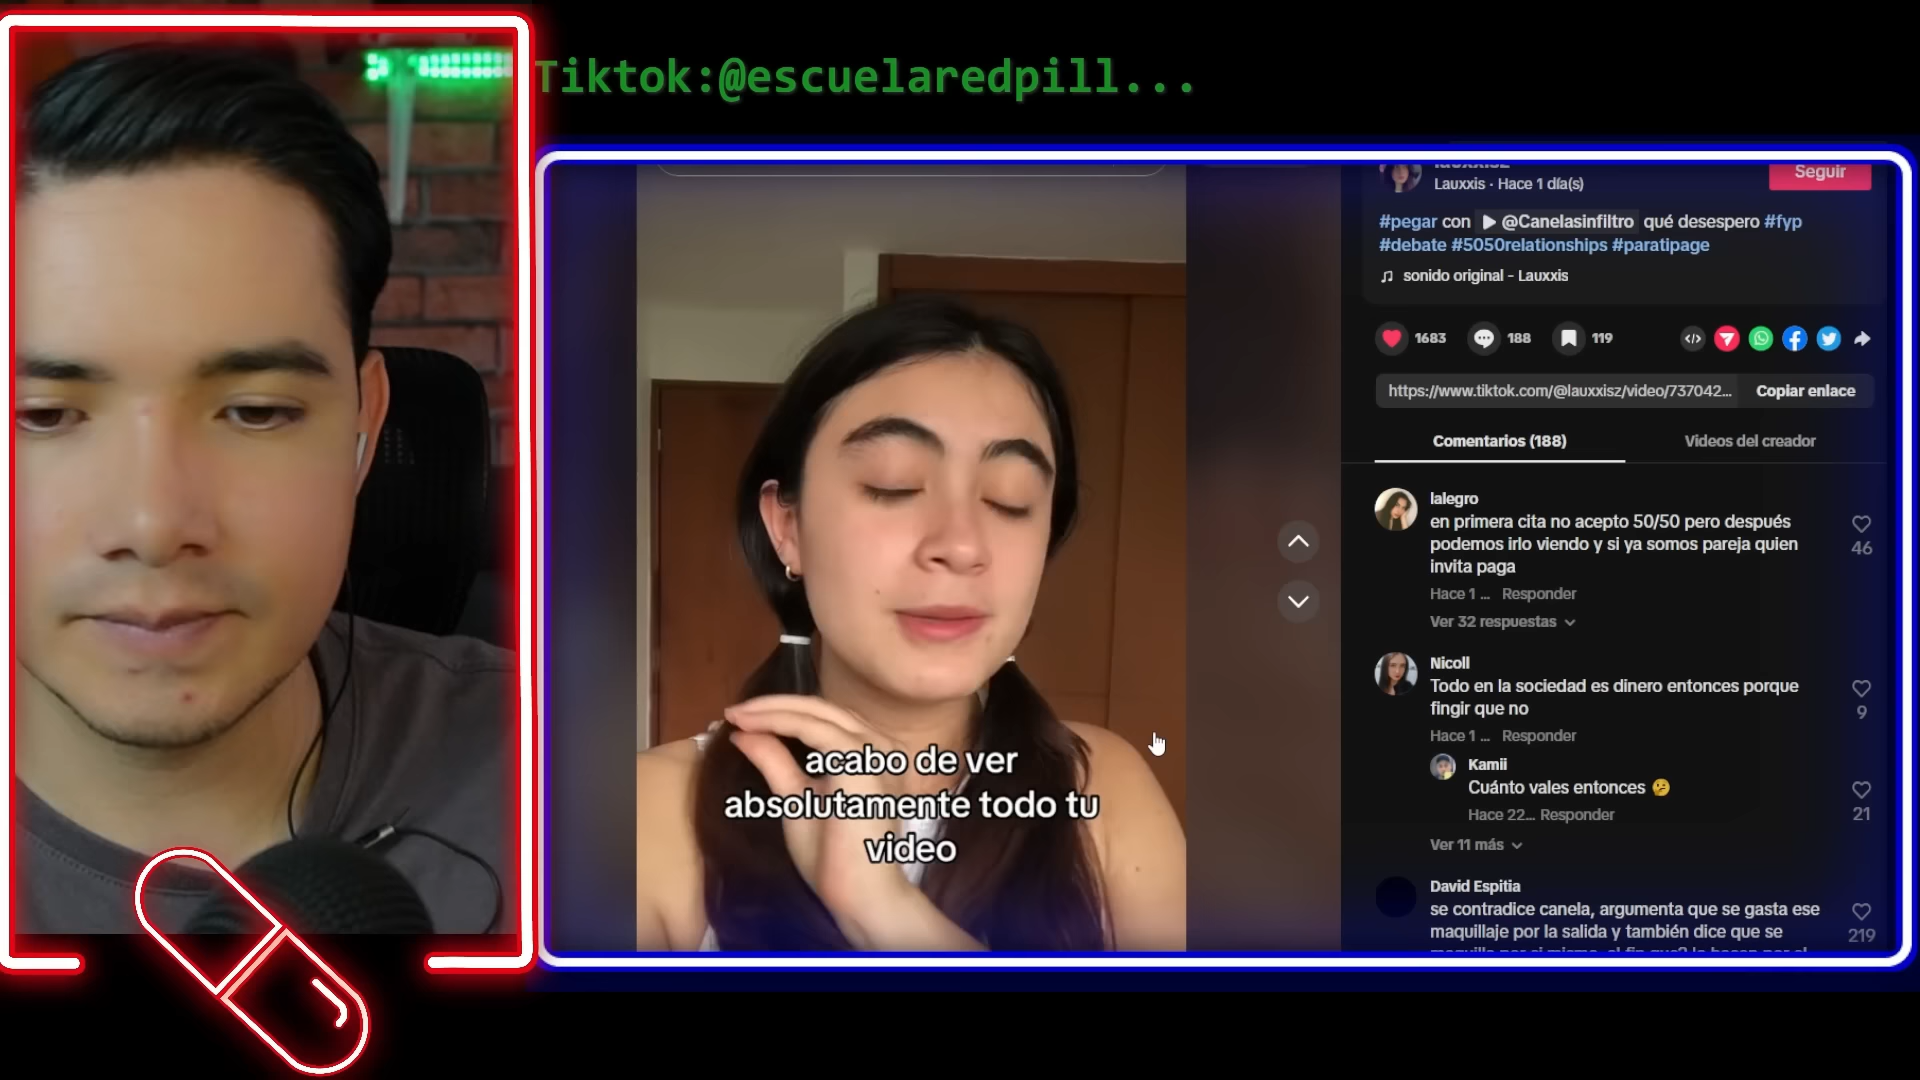 Tiktok:@escuelaredpill...
Lauxxis · Hace 1 día(s)
Seguir
#pegar con @Canelasinfiltro qué desespero #fyp
#debate #5050relationships #paratipage
sonido original - Lauxxis
1683
188
119
https://www.tiktok.com/@lauxxisz/video/737042...
Copiar enlace
Comentarios (188)
Videos del creador
lalegro
en primera cita no acepto 50/50 pero después
podemos irlo viendo y si ya somos pareja quien
invita paga
46
Hace 1 ... Responder
Ver 32 respuestas
Nicoll
Todo en la sociedad es dinero entonces porque
fingir que no
9
Hace 1 ... Responder
Kamii
Cuánto vales entonces 🤔
Hace 22... Responder
21
Ver 11 más
David Espitia
se contradice canela, argumenta que se gasta ese
maquillaje por la salida y también dice que se
219
acabo de ver
absolutamente todo tu
video